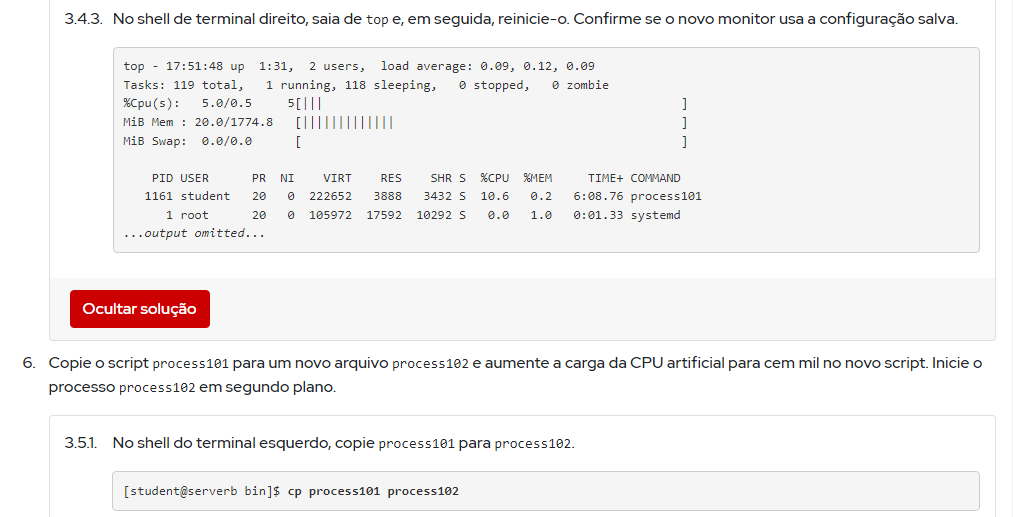 3.4.3. No shell de terminal direito, saia de top e, em seguida, reinicie-o. Confirme se o novo monitor usa a configuração salva.
top - 17:51:48 up  1:31,  2 users,  load average: 0.09, 0.12, 0.09
Tasks: 119 total,   1 running, 118 sleeping,   0 stopped,   0 zombie
%Cpu(s):   5.0/0.5     5[|||                                                   ]
MiB Mem : 20.0/1774.8   [|||||||||||||                                         ]
MiB Swap:  0.0/0.0      [                                                      ]
PID USER      PR  NI    VIRT    RES    SHR S  %CPU  %MEM     TIME+ COMMAND
1161 student   20   0  222652   3888   3432 S  10.6   0.2   6:08.76 process101
1 root      20   0  105972  17592  10292 S   0.0   1.0   0:01.33 systemd
...output omitted...
Ocultar solução
6. Copie o script process101 para um novo arquivo process102 e aumente a carga da CPU artificial para cem mil no novo script. Inicie o
processo process102 em segundo plano.
3.5.1. No shell do terminal esquerdo, copie process101 para process102.
[student@serverb bin]$ cp process101 process102